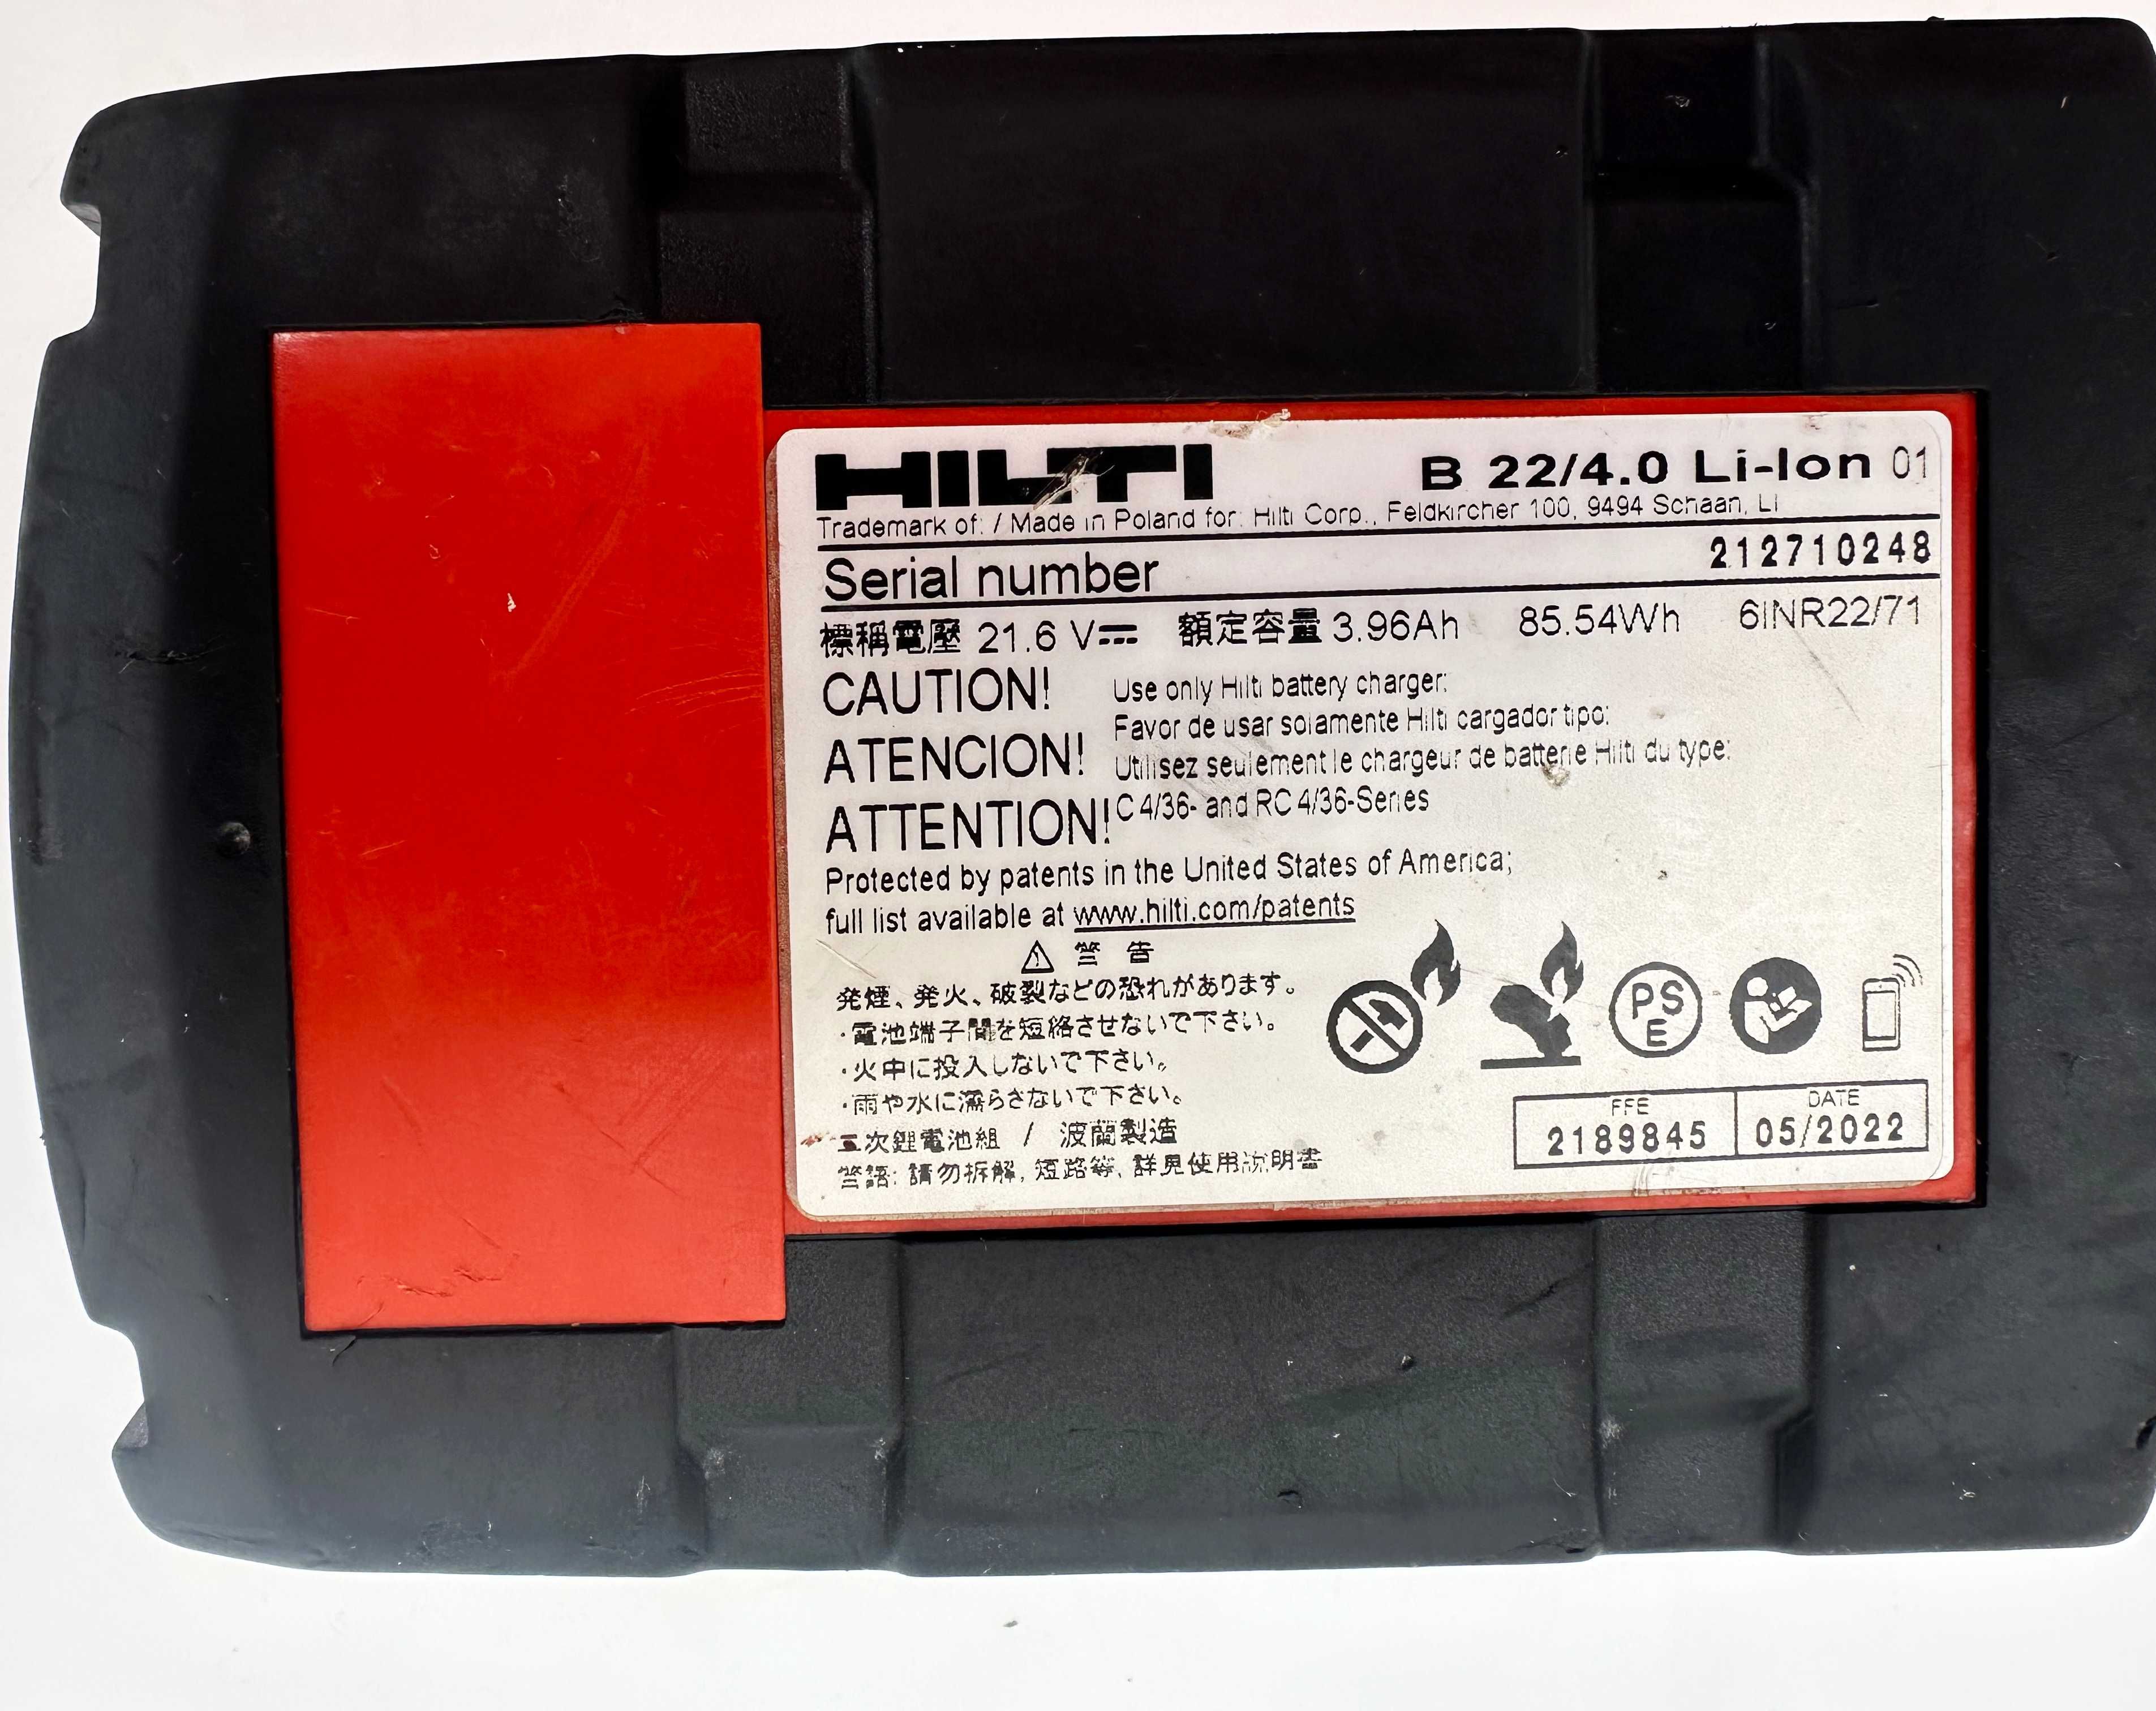 HILTI B 22/4.0 Li-Ion 01
Trademark of: / Made in Poland for: Hilti Corp., Feldkircher 100, 9494 Schaan, LI
Serial number 212710248
標稱電壓 21.6 V⎓ 額定容量 3.96Ah 85.54Wh 6INR22/71
CAUTION! Use only Hilti battery charger:
Favor de usar solamente Hilti cargador tipo:
ATENCION! Utilisez seulement le chargeur de batterie Hilti du type:
ATTENTION! C 4/36- and RC 4/36-Series
Protected by patents in the United States of America;
full list available at www.hilti.com/patents
⚠ 警 告
発煙、発火、破裂などの恐れがあります。
・電池端子間を短絡させないで下さい。
・火中に投入しないで下さい。
・雨や水に濡らさないで下さい。
二次鋰電池組 / 波蘭製造
警語: 請勿拆解, 短路等, 詳見使用說明書
PS
E
FFE DATE
2189845 05/2022